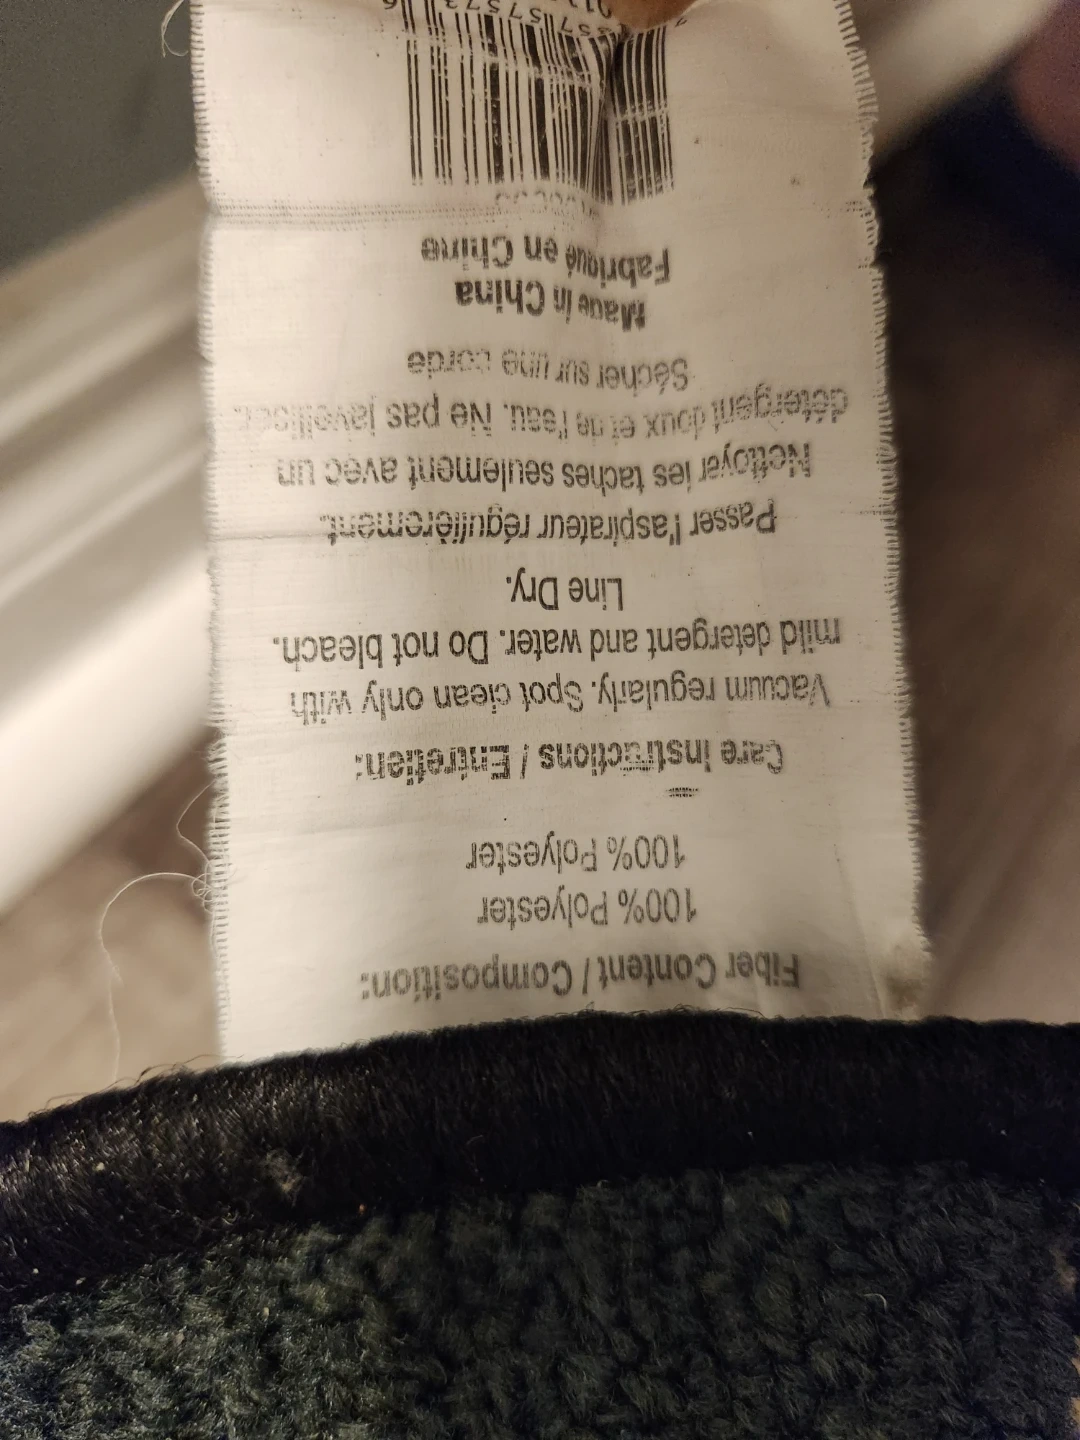 Fiber Content / Composition:
100% Polyester
100% Polyester
Care instructions / Entretien:
Vacuum regularly. Spot clean only with
mild detergent and water. Do not bleach.
Line Dry.
Passer l'aspirateur régulièrement.
Nettoyer les taches seulement avec un
détergent doux et de l'eau. Ne pas javelliser.
Sécher sur une corde
Made in China
Fabriqué en Chine